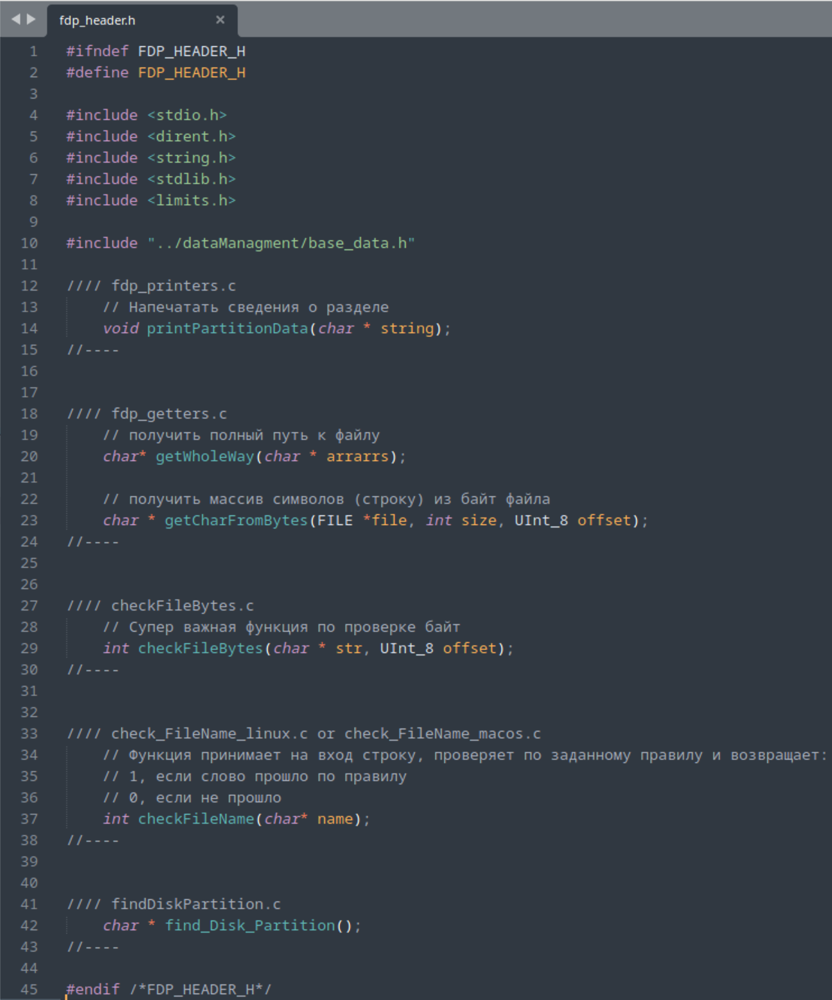 fdp_header.h
1 #ifndef FDP_HEADER_H
2 #define FDP_HEADER_H
3
4 #include <stdio.h>
5 #include <dirent.h>
6 #include <string.h>
7 #include <stdlib.h>
8 #include <limits.h>
9
10 #include "../dataManagment/base_data.h"
11
12 //// fdp_printers.c
13 // Напечатать сведения о разделе
14 void printPartitionData(char * string);
15 //----
16
17
18 //// fdp_getters.c
19 // получить полный путь к файлу
20 char* getWholeWay(char * arrarrs);
21
22 // получить массив символов (строку) из байт файла
23 char * getCharFromBytes(FILE *file, int size, UInt_8 offset);
24 //----
25
26
27 //// checkFileBytes.c
28 // Супер важная функция по проверке байт
29 int checkFileBytes(char * str, UInt_8 offset);
30 //----
31
32
33 //// check_FileName_linux.c or check_FileName_macos.c
34 // Функция принимает на вход строку, проверяет по заданному правилу и возвращает:
35 // 1, если слово прошло по правилу
36 // 0, если не прошло
37 int checkFileName(char* name);
38 //----
39
40
41 //// findDiskPartition.c
42 char * find_Disk_Partition();
43 //----
44
45 #endif /*FDP_HEADER_H*/